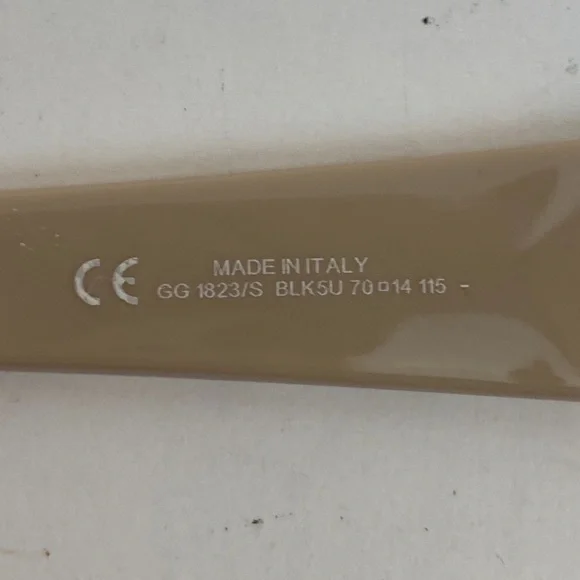 MADE IN ITALY
CE GG 1823/S BLK5U 70□14 115 -